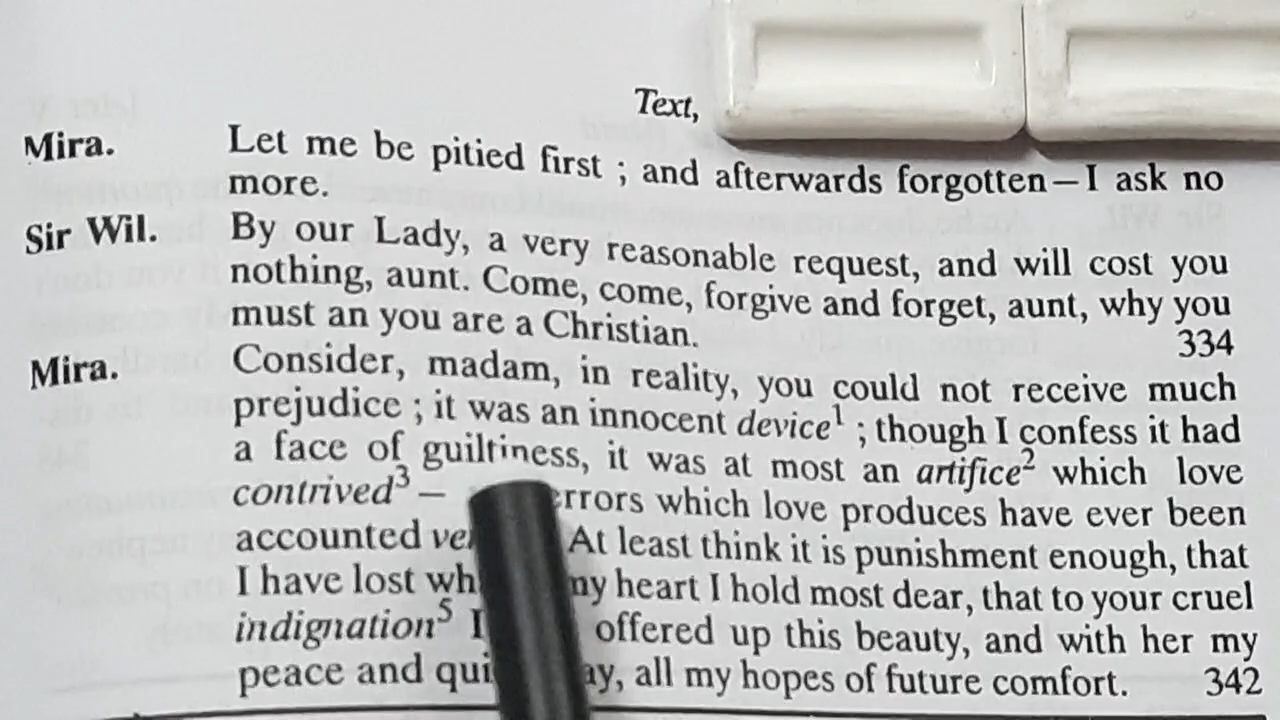 Text,
Mira. Let me be pitied first ; and afterwards forgotten—I ask no
more.
Sir Wil. By our Lady, a very reasonable request, and will cost you
nothing, aunt. Come, come, forgive and forget, aunt, why you
must an you are a Christian. 334
Mira. Consider, madam, in reality, you could not receive much
prejudice ; it was an innocent device¹ ; though I confess it had
a face of guiltiness, it was at most an artifice² which love
contrived³ — errors which love produces have ever been
accounted At least think it is punishment enough, that
I have lost my heart I hold most dear, that to your cruel
indignation⁵ I offered up this beauty, and with her my
peace and all my hopes of future comfort. 342